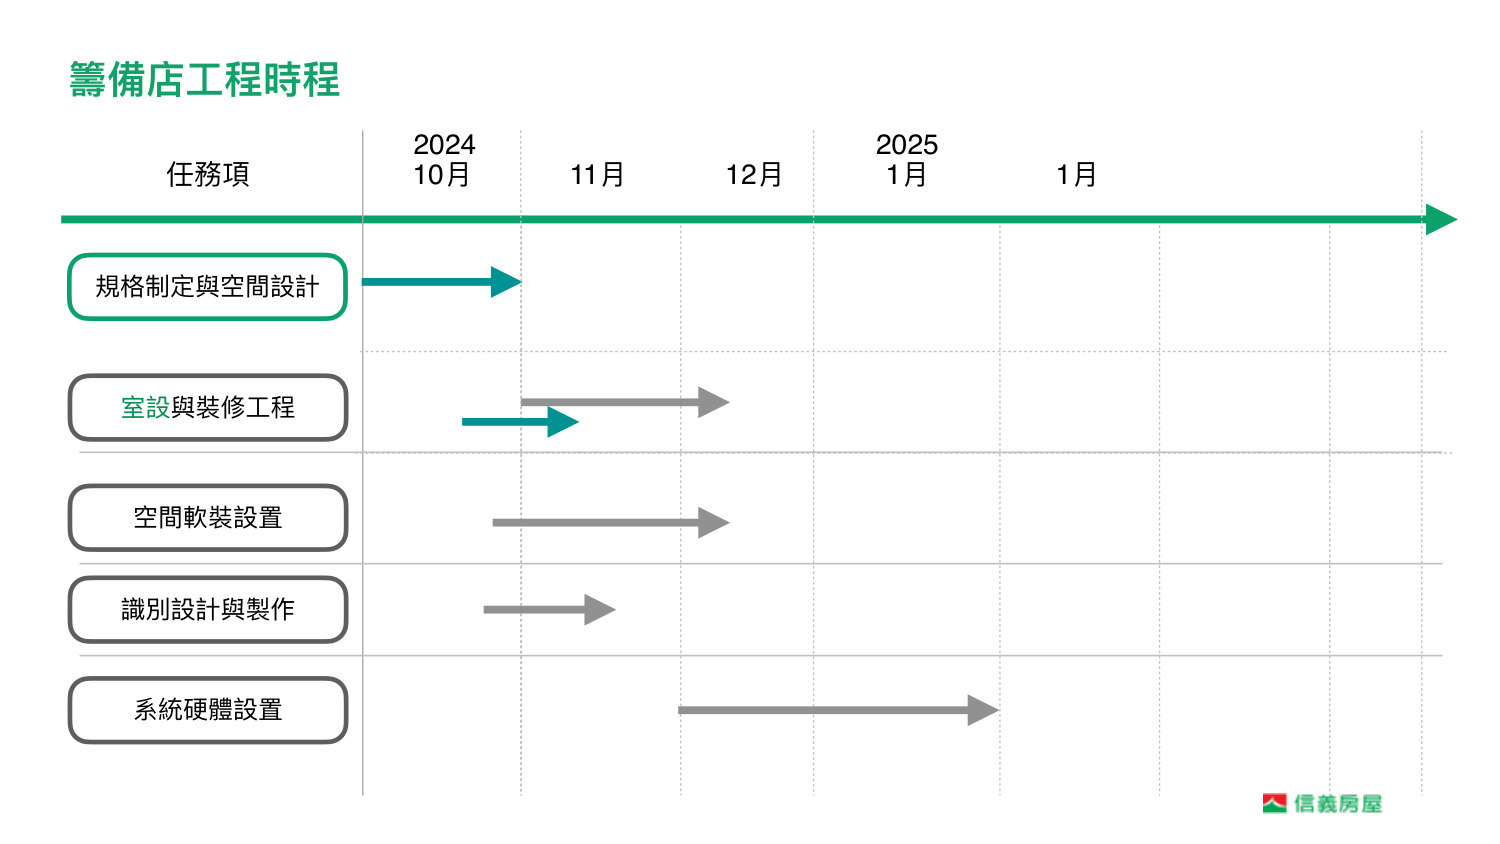 籌備店工程時程
任務項
2024
10月
11月
12月
2025
1月
1月
規格制定與空間設計
室設與裝修工程
空間軟裝設置
識別設計與製作
系統硬體設置
信義房屋